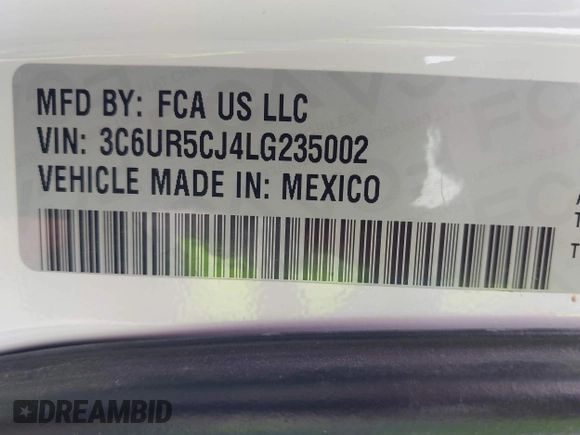 MFD BY: FCA US LLC
VIN: 3C6UR5CJ4LG235002
VEHICLE MADE IN: MEXICO
DREAMBID